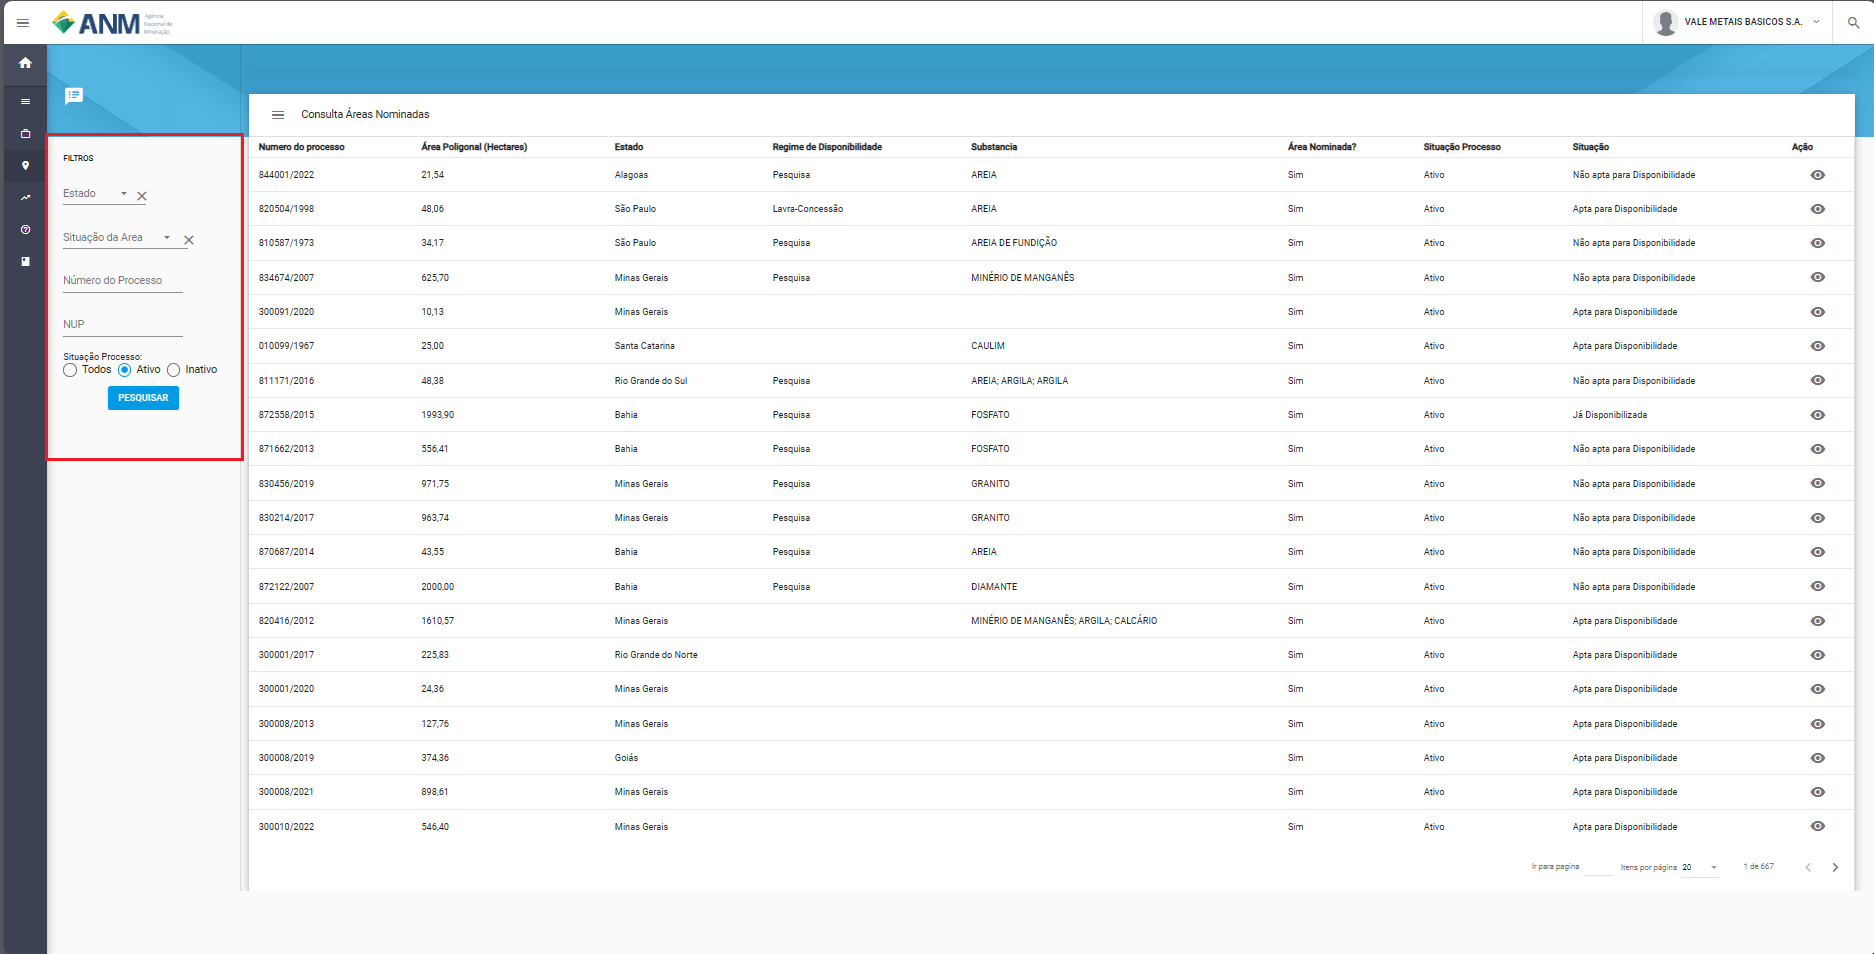 ANM
Agência
Nacional de
Mineração
VALE METAIS BASICOS S.A.
FILTROS
Estado
Situação da Area
Número do Processo
NUP
Situação Processo:
Todos Ativo Inativo
PESQUISAR
Consulta Áreas Nominadas
Numero do processo Área Poligonal (Hectares) Estado Regime de Disponibilidade Substancia Área Nominada? Situação Processo Situação Ação
844001/2022 21,54 Alagoas Pesquisa AREIA Sim Ativo Não apta para Disponibilidade
820504/1998 48,06 São Paulo Lavra-Concessão AREIA Sim Ativo Apta para Disponibilidade
810587/1973 34,17 São Paulo Pesquisa AREIA DE FUNDIÇÃO Sim Ativo Não apta para Disponibilidade
834674/2007 625,70 Minas Gerais Pesquisa MINÉRIO DE MANGANÊS Sim Ativo Não apta para Disponibilidade
300091/2020 10,13 Minas Gerais Sim Ativo Apta para Disponibilidade
010099/1967 25,00 Santa Catarina CAULIM Sim Ativo Apta para Disponibilidade
811171/2016 48,38 Rio Grande do Sul Pesquisa AREIA; ARGILA; ARGILA Sim Ativo Não apta para Disponibilidade
872558/2015 1993,90 Bahia Pesquisa FOSFATO Sim Ativo Já Disponibilizada
871662/2013 556,41 Bahia Pesquisa FOSFATO Sim Ativo Não apta para Disponibilidade
830456/2019 971,75 Minas Gerais Pesquisa GRANITO Sim Ativo Não apta para Disponibilidade
830214/2017 963,74 Minas Gerais Pesquisa GRANITO Sim Ativo Não apta para Disponibilidade
870687/2014 43,55 Bahia Pesquisa AREIA Sim Ativo Não apta para Disponibilidade
872122/2007 2000,00 Bahia Pesquisa DIAMANTE Sim Ativo Não apta para Disponibilidade
820416/2012 1610,57 Minas Gerais MINÉRIO DE MANGANÊS; ARGILA; CALCÁRIO Sim Ativo Apta para Disponibilidade
300001/2017 225,83 Rio Grande do Norte Sim Ativo Apta para Disponibilidade
300001/2020 24,36 Minas Gerais Sim Ativo Apta para Disponibilidade
300008/2013 127,76 Minas Gerais Sim Ativo Apta para Disponibilidade
300008/2019 374,36 Goiás Sim Ativo Apta para Disponibilidade
300008/2021 898,61 Minas Gerais Sim Ativo Apta para Disponibilidade
300010/2022 546,40 Minas Gerais Sim Ativo Apta para Disponibilidade
Ir para pagina Itens por página 20 1 de 667